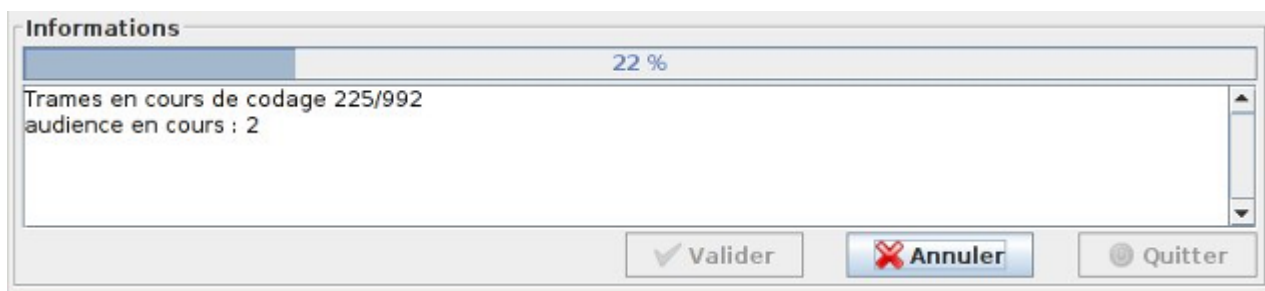 Informations
22 %
Trames en cours de codage 225/992
audience en cours : 2
Valider
Annuler
Quitter